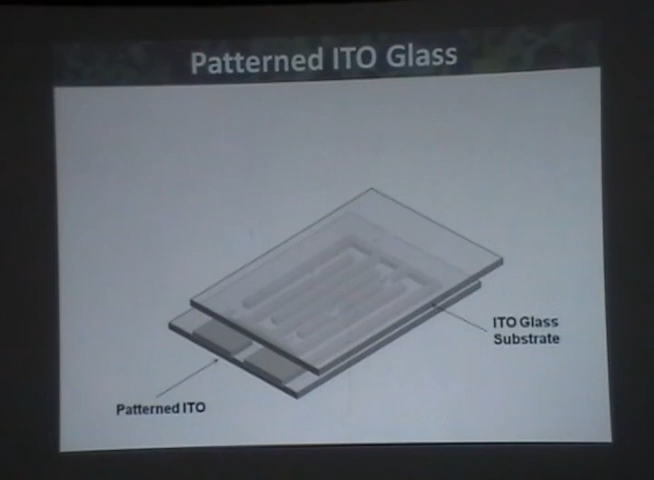 Patterned ITO Glass
ITO Glass
Substrate
Patterned ITO